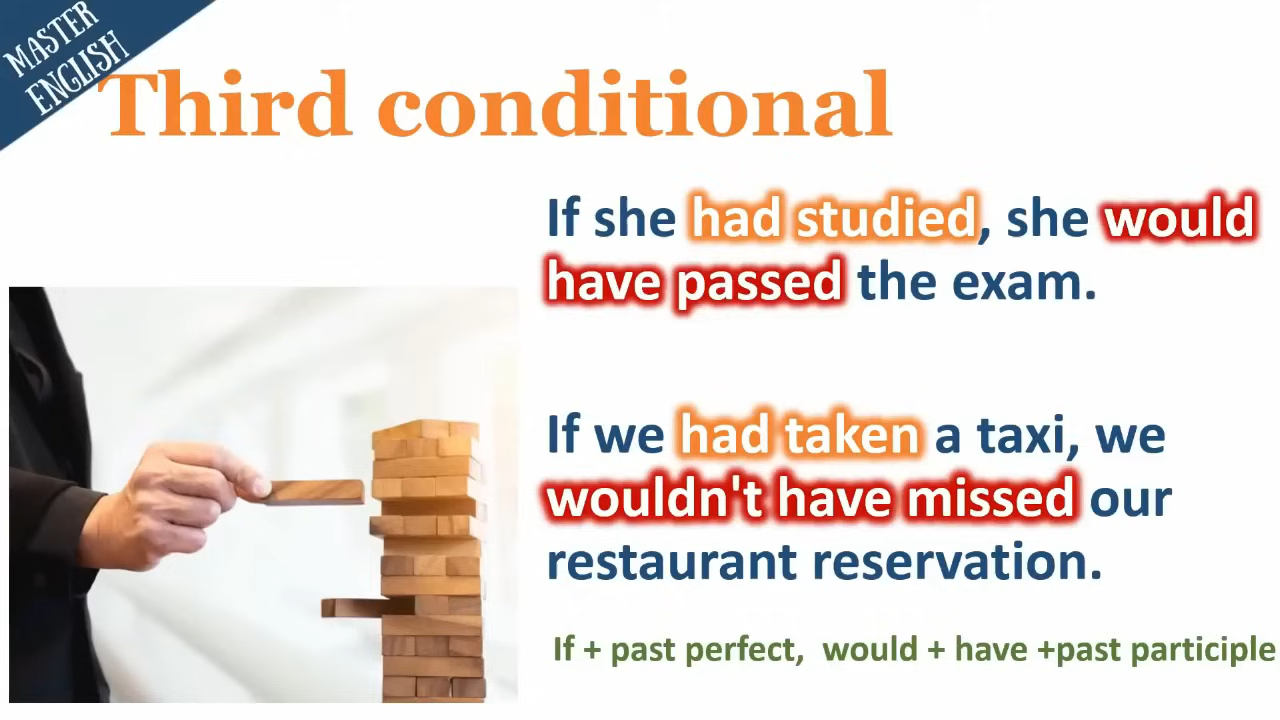 MASTER
ENGLISH
Third conditional
If she had studied, she would
have passed the exam.
If we had taken a taxi, we
wouldn't have missed our
restaurant reservation.
If + past perfect, would + have +past participle